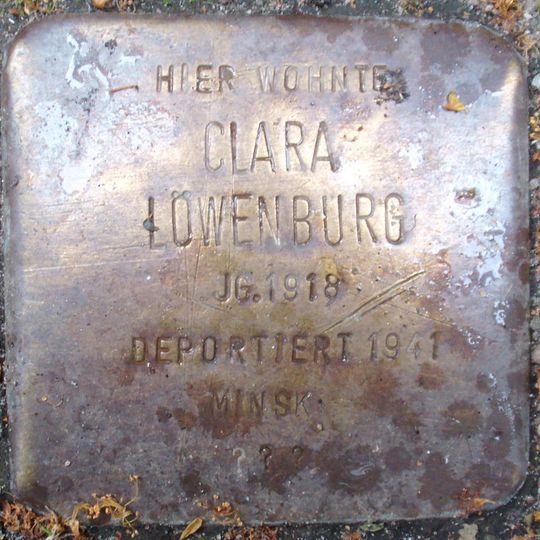 HIER WOHNTE
CLARA
LÖWENBURG
JG. 1918
DEPORTIERT 1941
MINSK
? ? ?